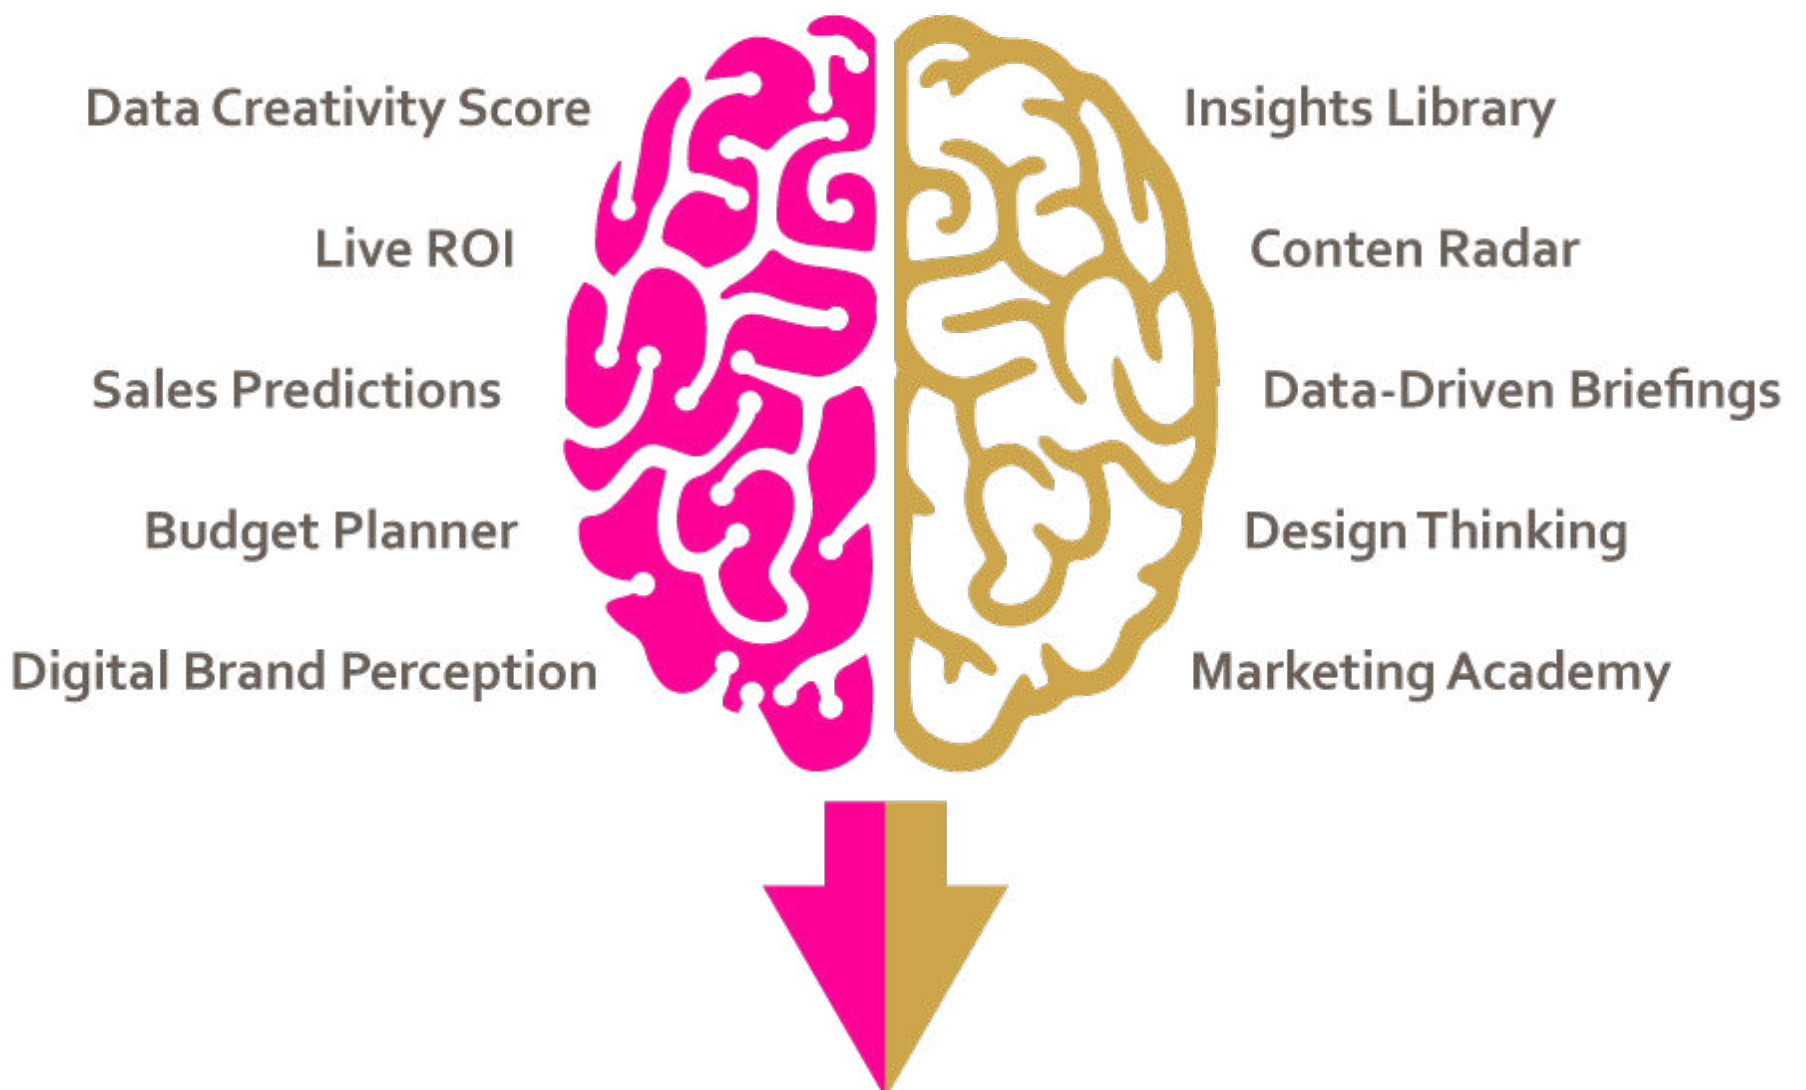 Data Creativity Score
Insights Library
Live ROI
Conten Radar
Sales Predictions
Data-Driven Briefings
Budget Planner
Design Thinking
Digital Brand Perception
Marketing Academy